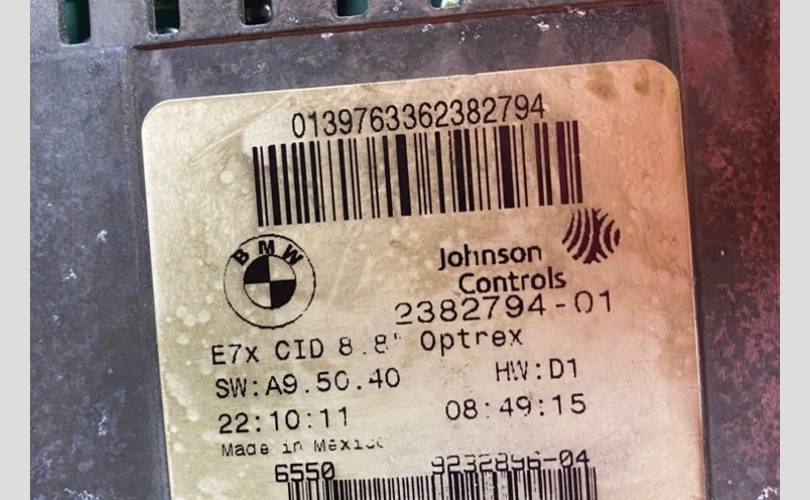 0139763362382794
BMW
Johnson
Controls
2382794-01
E7x CID 8.8" Optrex
SW:A9.50.40 HW:D1
22:10:11 08:49:15
Made in Mexico
6550 9232896-04